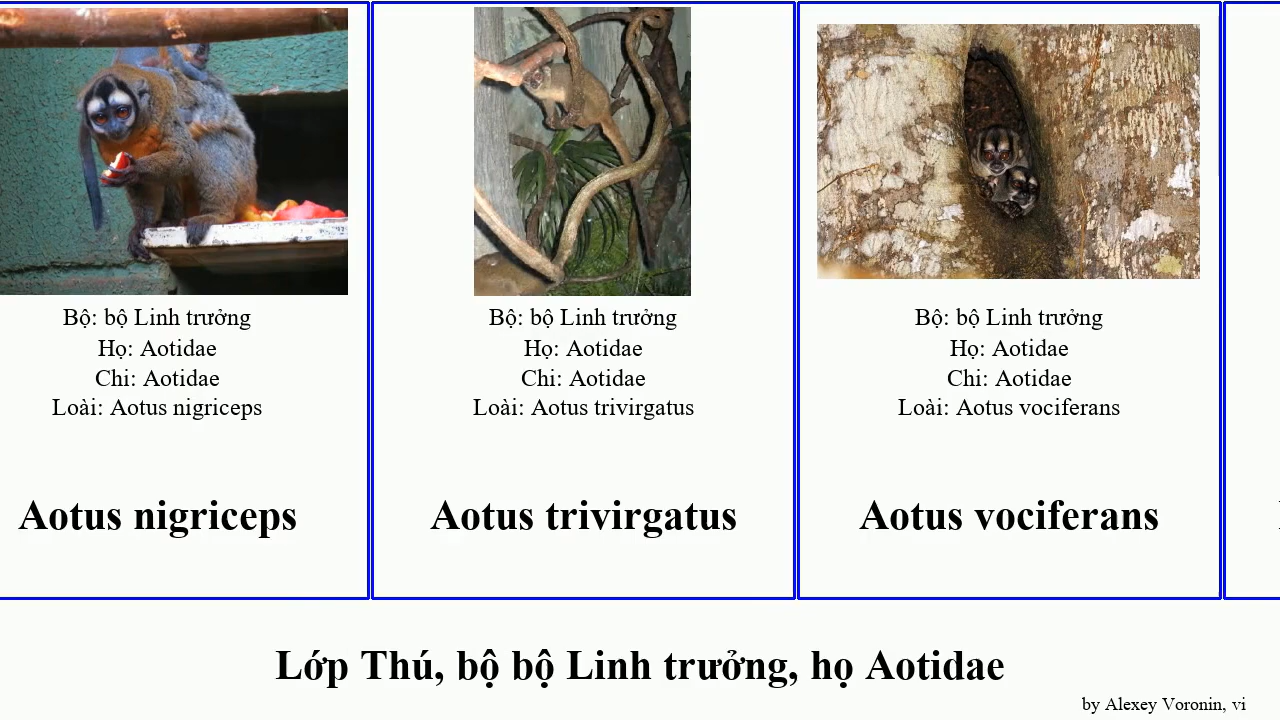 Bộ: bộ Linh trưởng
Họ: Aotidae
Chi: Aotidae
Loài: Aotus nigriceps
Aotus nigriceps
Bộ: bộ Linh trưởng
Họ: Aotidae
Chi: Aotidae
Loài: Aotus trivirgatus
Aotus trivirgatus
Bộ: bộ Linh trưởng
Họ: Aotidae
Chi: Aotidae
Loài: Aotus vociferans
Aotus vociferans
Lớp Thú, bộ bộ Linh trưởng, họ Aotidae
by Alexey Voronin, vi